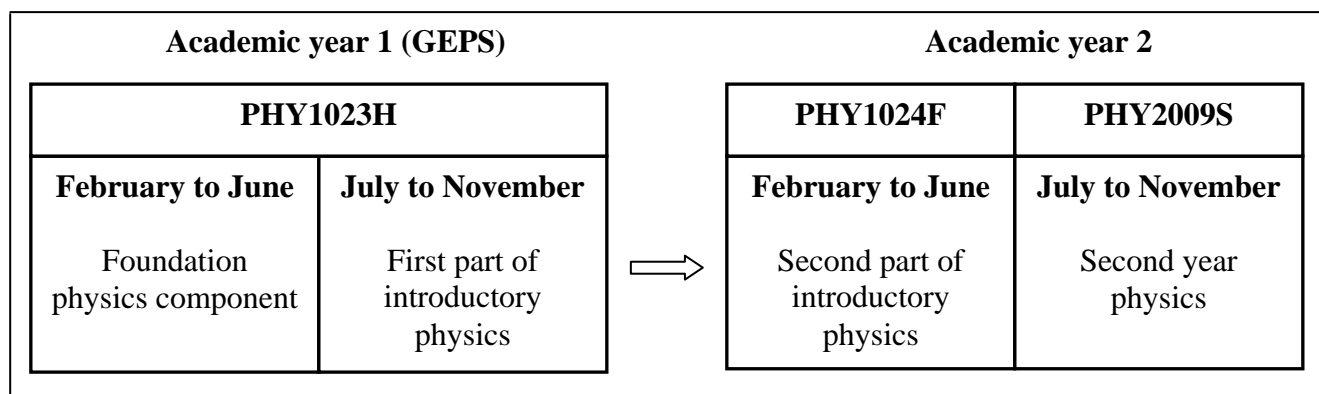 Academic year 1 (GEPS)
Academic year 2
PHY1023H
PHY1024F
PHY2009S
February to June
July to November
February to June
July to November
Foundation
physics component
First part of
introductory
physics
Second part of
introductory
physics
Second year
physics